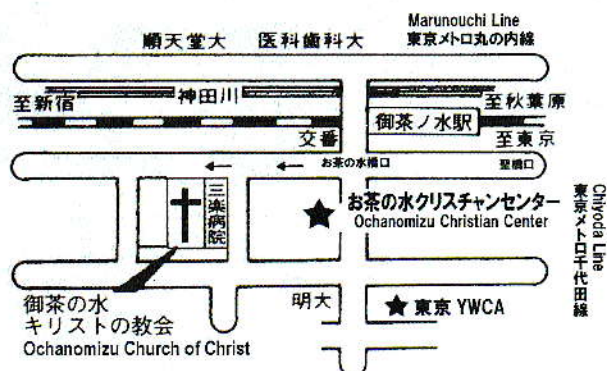 Marunouchi Line
東京メトロ丸の内線
順天堂大
医科歯科大
至新宿
神田川
至秋葉原
御茶ノ水駅
交番
至東京
お茶の水橋口
聖橋口
三楽病院
お茶の水クリスチャンセンター
Ochanomizu Christian Center
Chiyoda Line
東京メトロ千代田線
明大
東京 YWCA
御茶の水
キリストの教会
Ochanomizu Church of Christ